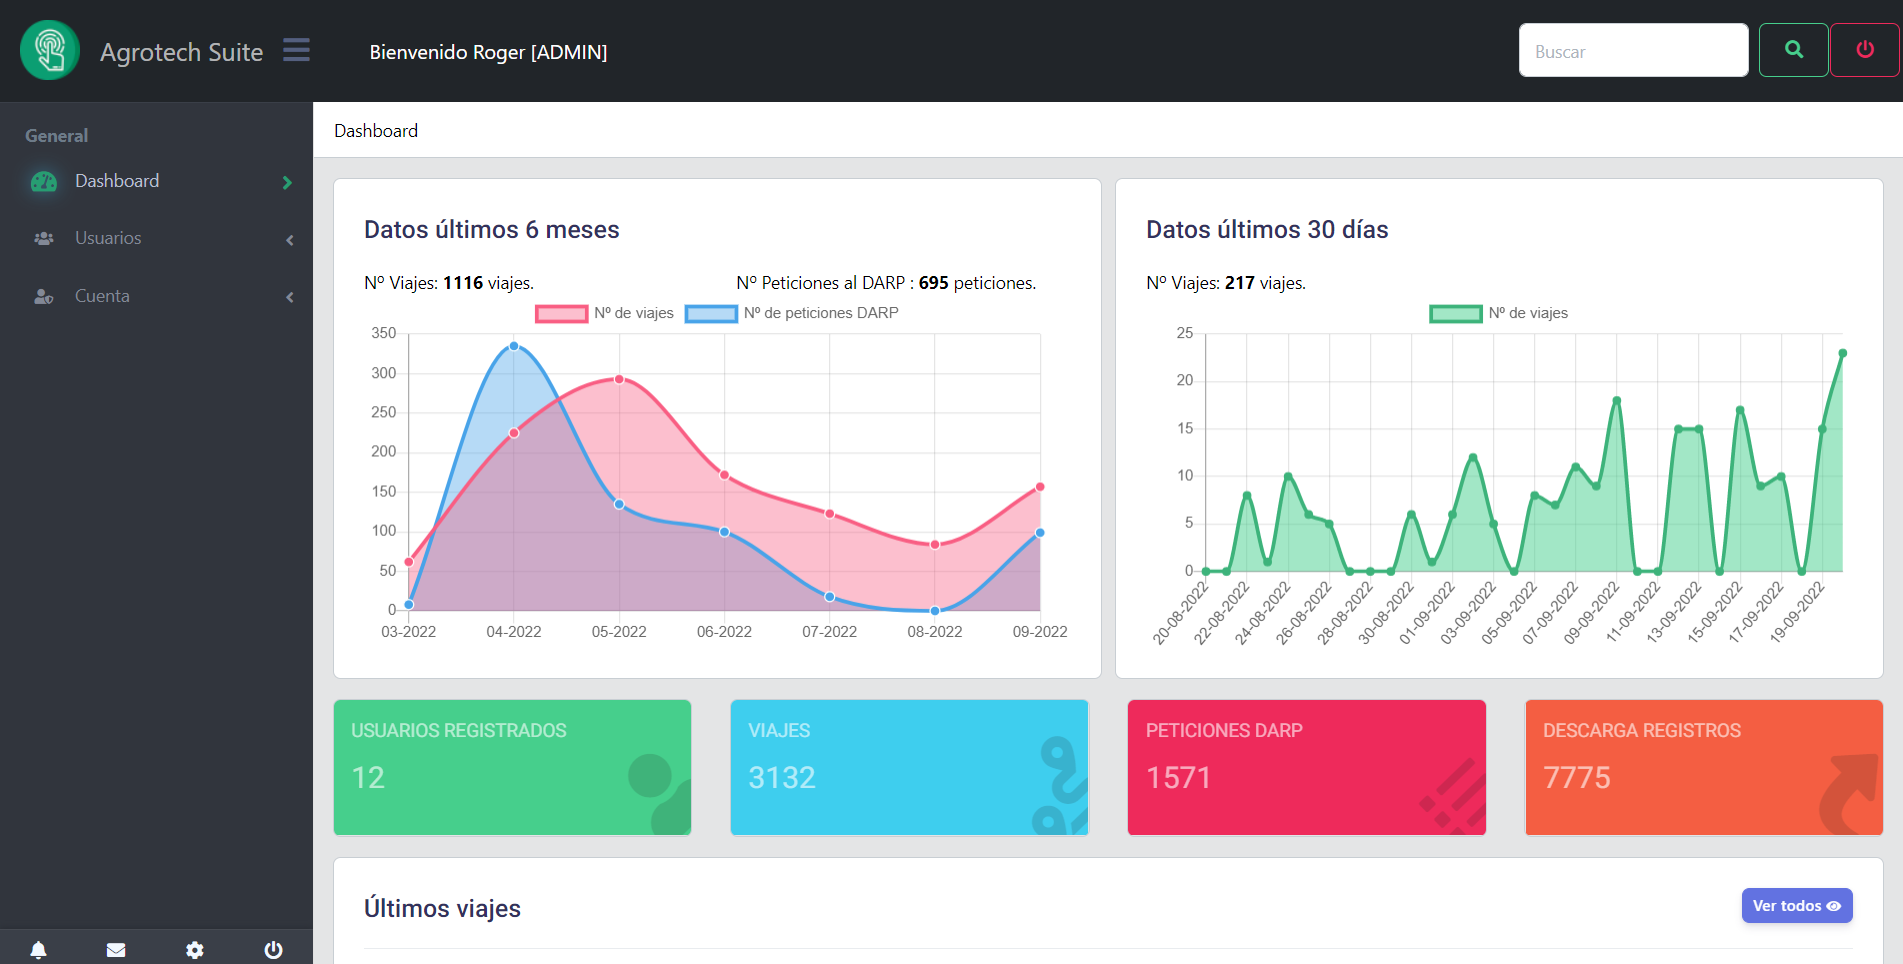 Agrotech Suite
Bienvenido Roger [ADMIN]
Buscar
General
Dashboard
Usuarios
Cuenta
Dashboard
Datos últimos 6 meses
Nº Viajes: 1116 viajes.
Nº Peticiones al DARP : 695 peticiones.
Nº de viajes
Nº de peticiones DARP
350
300
250
200
150
100
50
0
03-2022
04-2022
05-2022
06-2022
07-2022
08-2022
09-2022
Datos últimos 30 días
Nº Viajes: 217 viajes.
Nº de viajes
25
20
15
10
5
0
20-08-2022
22-08-2022
24-08-2022
26-08-2022
28-08-2022
30-08-2022
01-09-2022
03-09-2022
05-09-2022
07-09-2022
09-09-2022
11-09-2022
13-09-2022
15-09-2022
17-09-2022
19-09-2022
USUARIOS REGISTRADOS
12
VIAJES
3132
PETICIONES DARP
1571
DESCARGA REGISTROS
7775
Últimos viajes
Ver todos